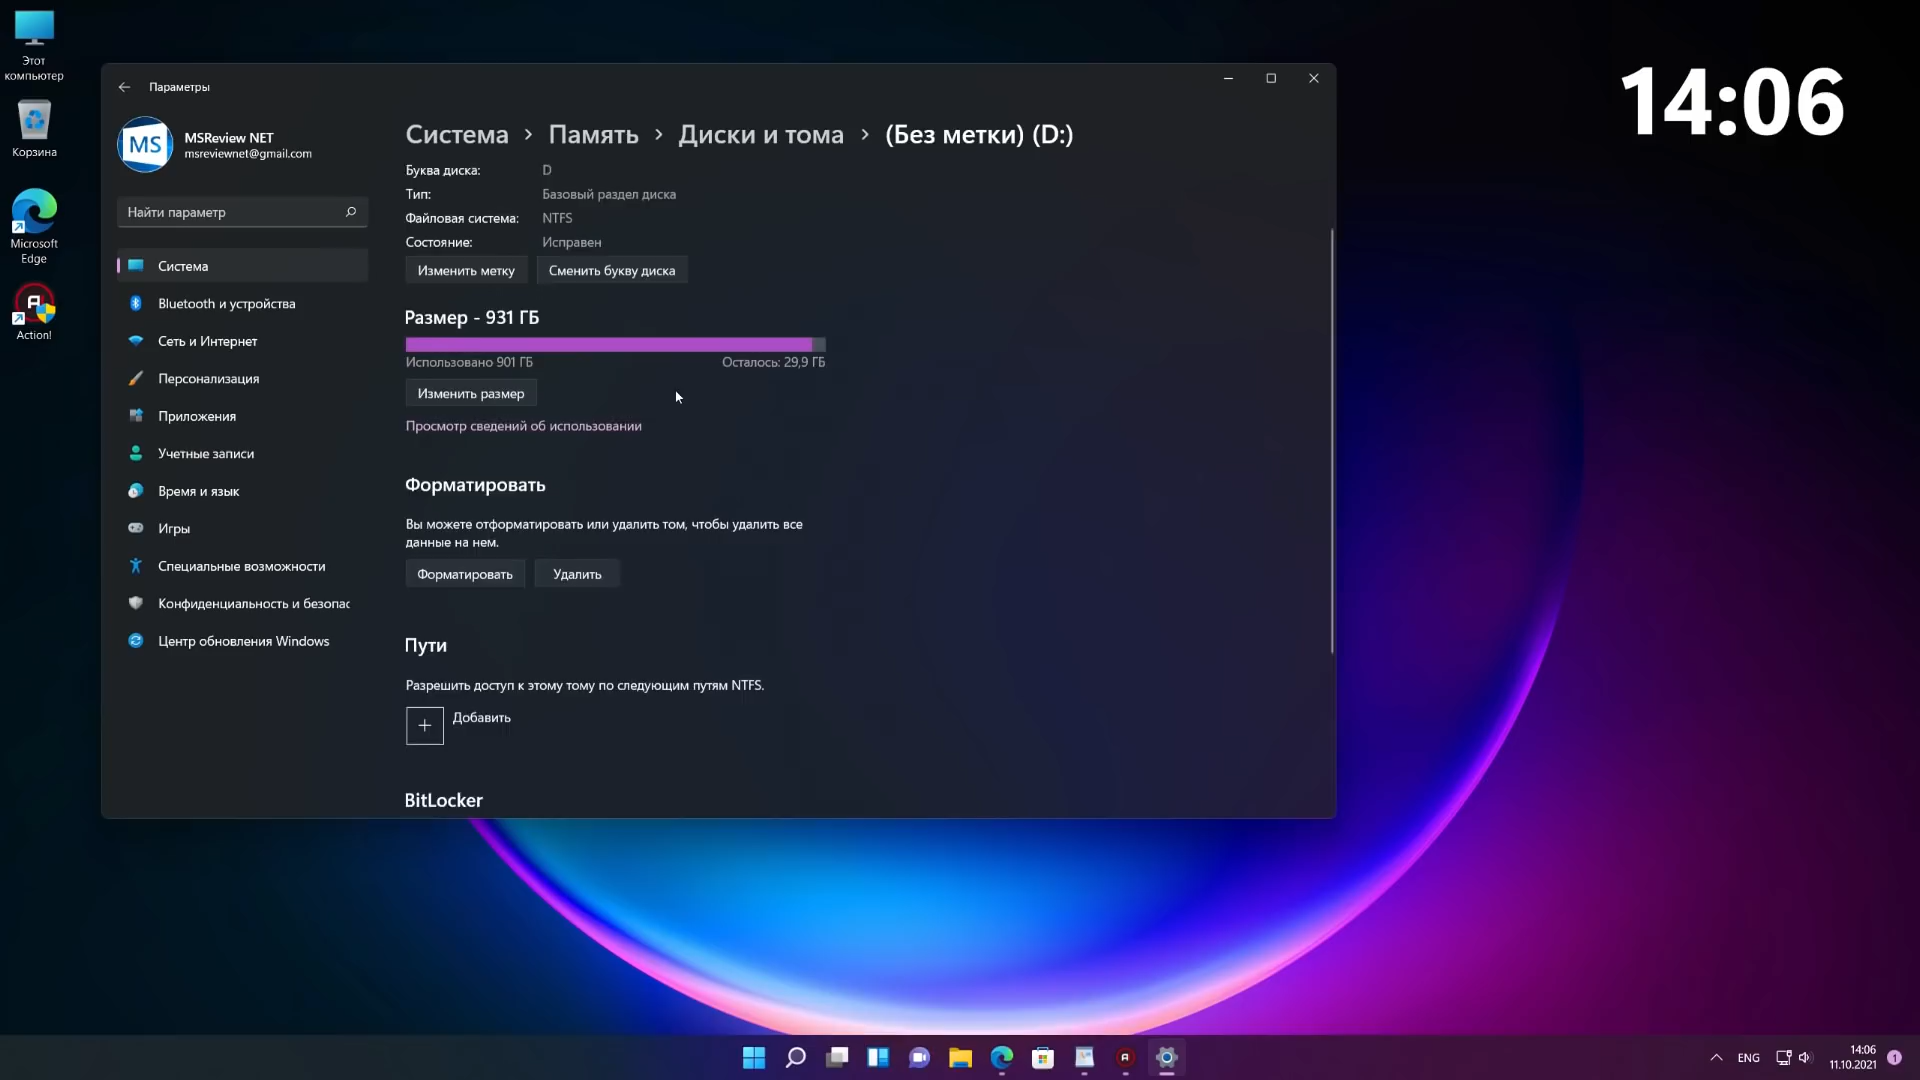 Этот
компьютер
Корзина
Microsoft
Edge
Action!
14:06
Параметры
MS
MSReview NET
msreviewnet@gmail.com
Найти параметр
Система
Bluetooth и устройства
Сеть и Интернет
Персонализация
Приложения
Учетные записи
Время и язык
Игры
Специальные возможности
Конфиденциальность и безопас
Центр обновления Windows
Система > Память > Диски и тома > (Без метки) (D:)
Буква диска: D
Тип: Базовый раздел диска
Файловая система: NTFS
Состояние: Исправен
Изменить метку Сменить букву диска
Размер - 931 ГБ
Использовано 901 ГБ Осталось: 29,9 ГБ
Изменить размер
Просмотр сведений об использовании
Форматировать
Вы можете отформатировать или удалить том, чтобы удалить все
данные на нем.
Форматировать Удалить
Пути
Разрешить доступ к этому тому по следующим путям NTFS.
+ Добавить
BitLocker
ENG
14:06
11.10.2021
1